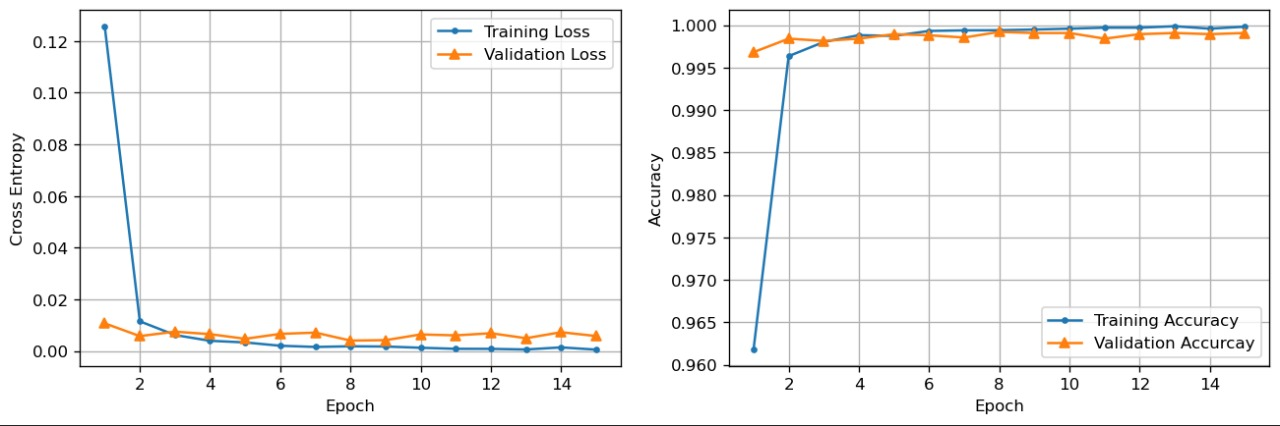 Cross Entropy
0.12
0.10
0.08
0.06
0.04
0.02
0.00
Training Loss
Validation Loss
2 4 6 8 10 12 14
Epoch
Accuracy
1.000
0.995
0.990
0.985
0.980
0.975
0.970
0.965
0.960
Training Accuracy
Validation Accurcay
2 4 6 8 10 12 14
Epoch